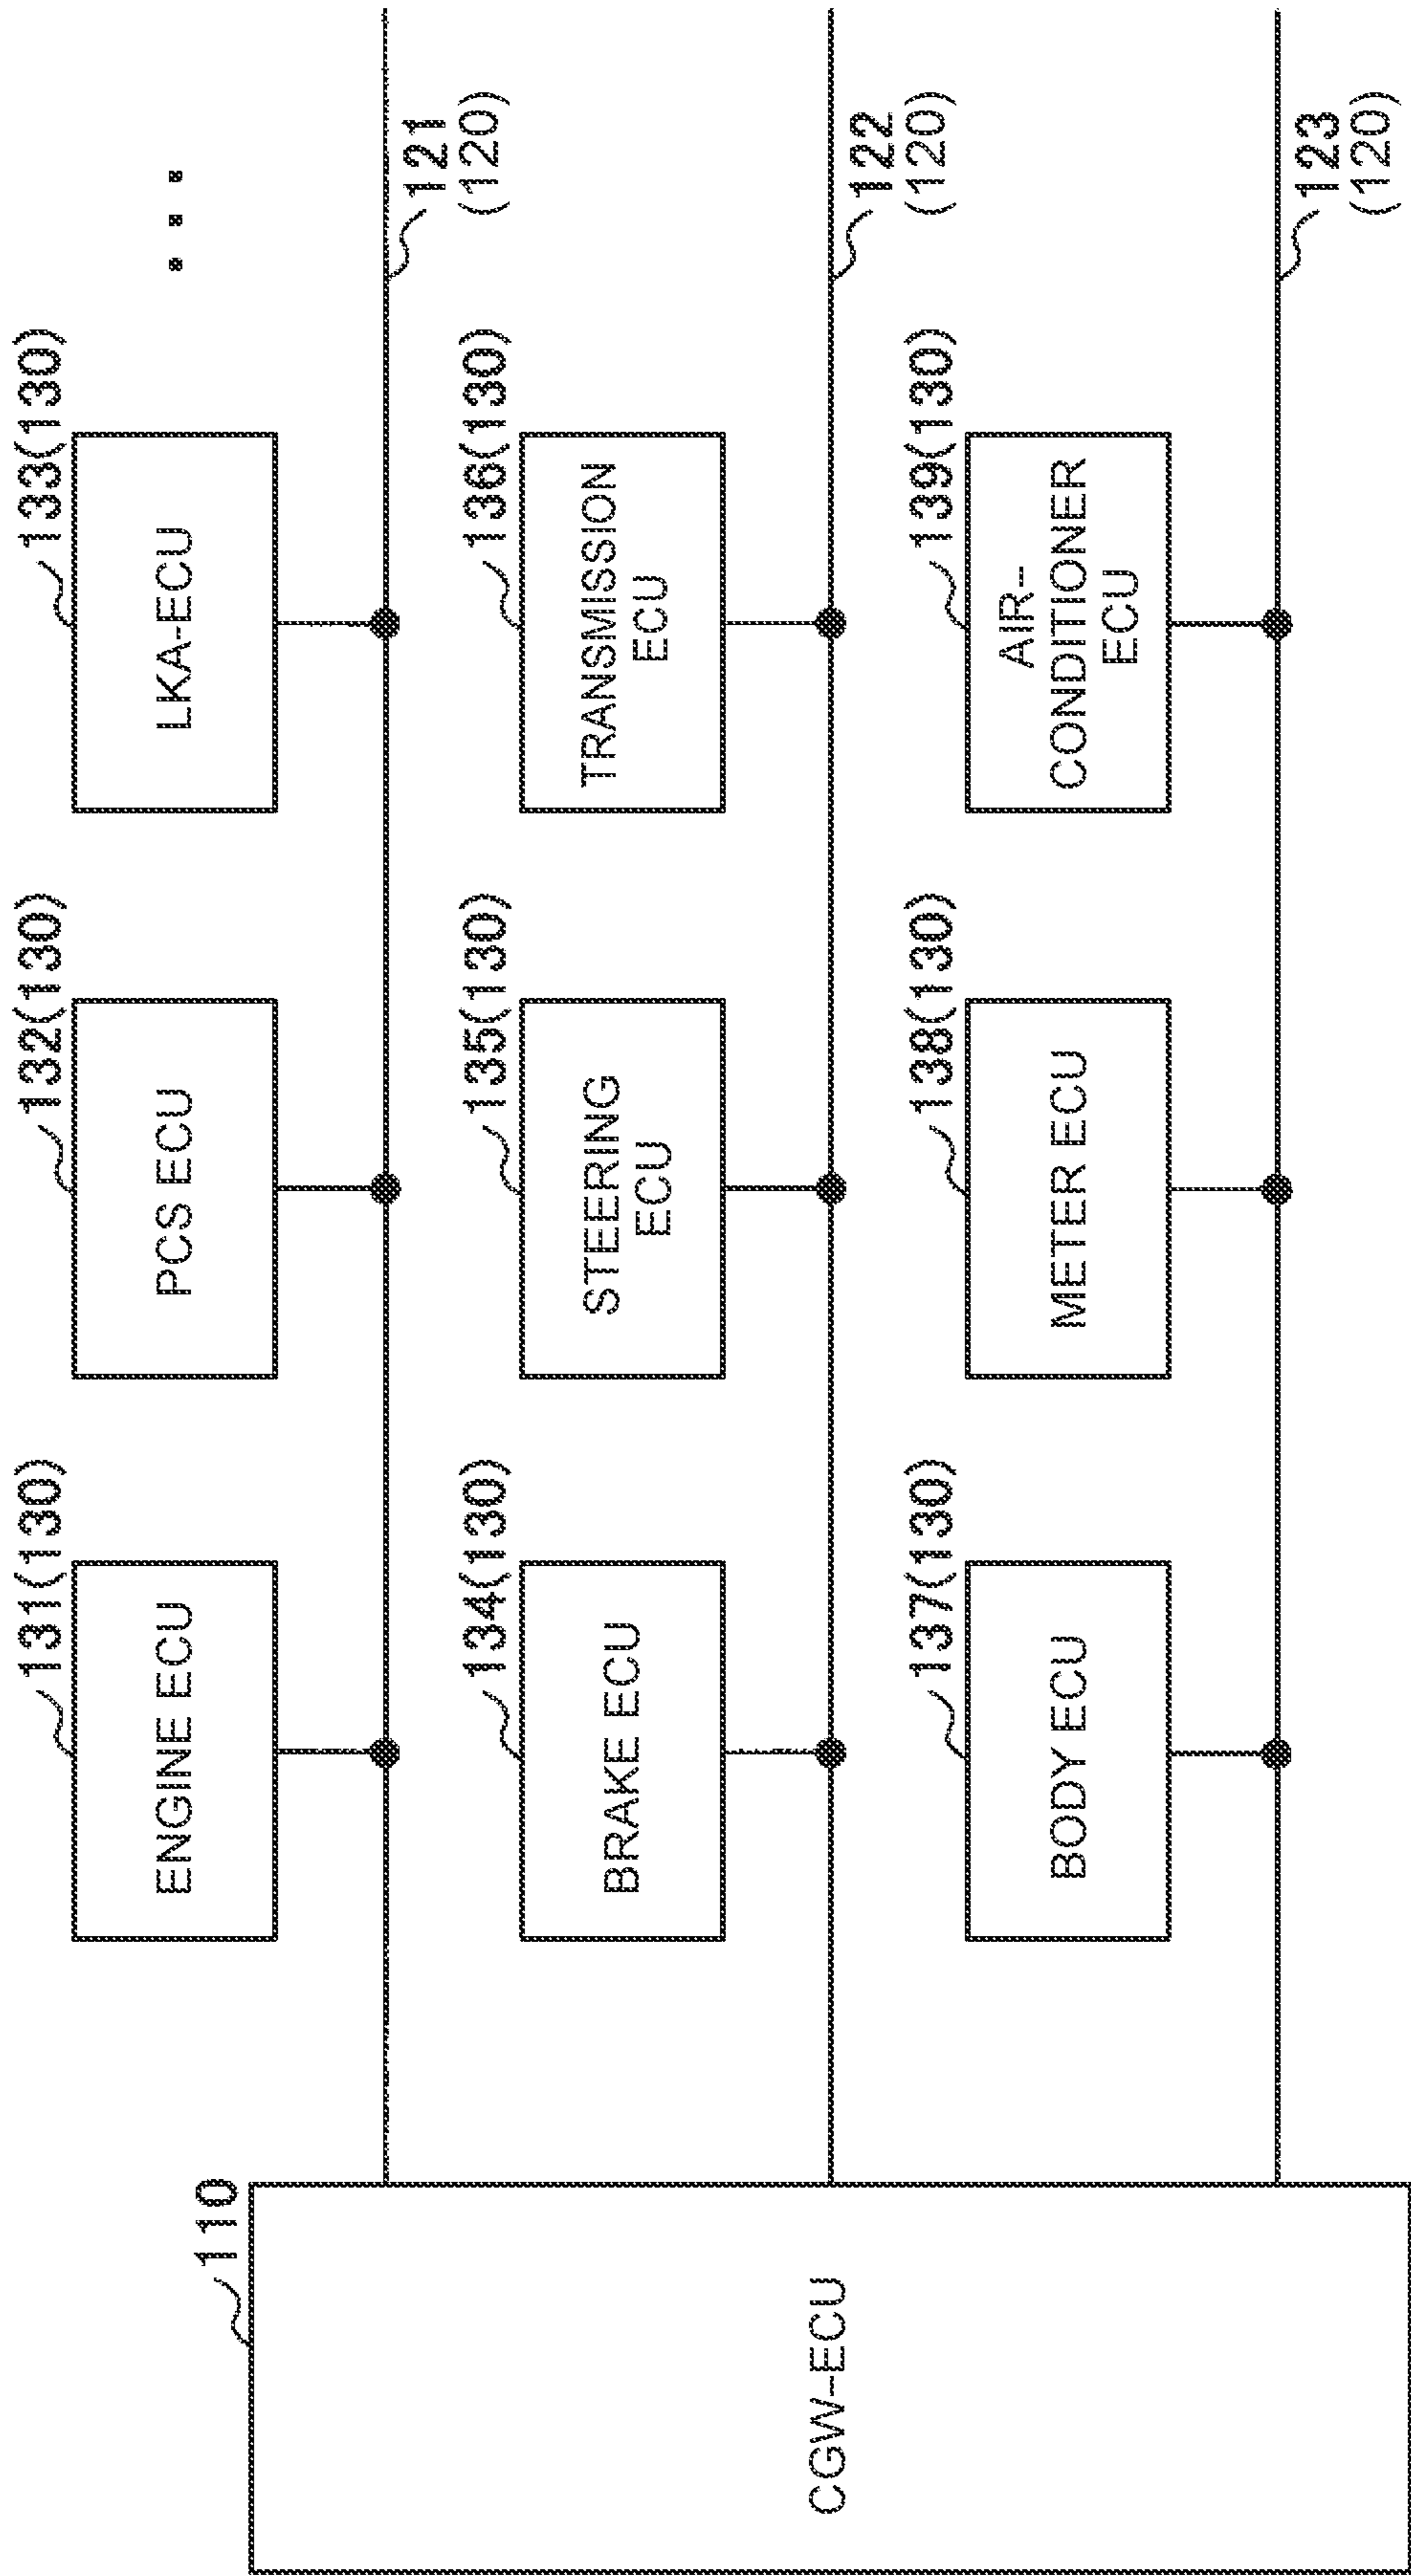 110
CGW-ECU
131(130)
ENGINE ECU
132(130)
PCS ECU
133(130)
LKA-ECU
121
(120)
134(130)
BRAKE ECU
135(130)
STEERING
ECU
136(130)
TRANSMISSION
ECU
122
(120)
137(130)
BODY ECU
138(130)
METER ECU
139(130)
AIR-
CONDITIONER
ECU
123
(120)